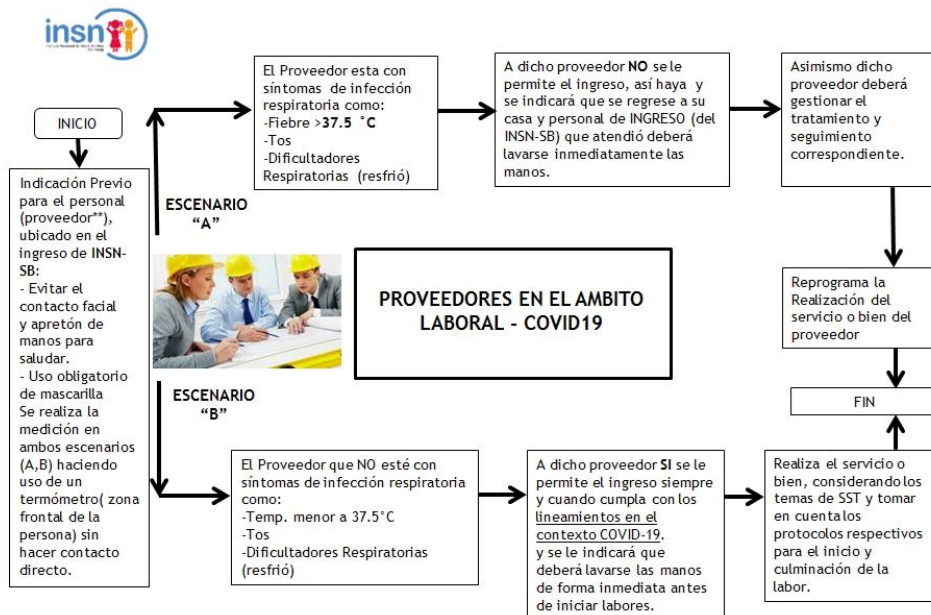 insn
INICIO
Indicación Previo
para el personal
(proveedor**),
ubicado en el
ingreso de INSN-
SB:
- Evitar el
contacto facial
y apretón de
manos para
saludar.
- Uso obligatorio
de mascarilla
Se realiza la
medición en
ambos escenarios
(A,B) haciendo
uso de un
termómetro( zona
frontal de la
persona) sin
hacer contacto
directo.
ESCENARIO
“A”
El Proveedor esta con
síntomas de infección
respiratoria como:
-Fiebre >37.5 °C
-Tos
-Dificultadores
Respiratorias (resfrió)
A dicho proveedor NO se le
permite el ingreso, así haya y
se indicará que se regrese a su
casa y personal de INGRESO (del
INSN-SB) que atendió deberá
lavarse inmediatamente las
manos.
Asimismo dicho
proveedor deberá
gestionar el
tratamiento y
seguimiento
correspondiente.
Reprograma la
Realización del
servicio o bien del
proveedor
PROVEEDORES EN EL AMBITO
LABORAL - COVID19
ESCENARIO
“B”
El Proveedor que NO esté con
síntomas de infección respiratoria
como:
-Temp. menor a 37.5°C
-Tos
-Dificultadores Respiratorias
(resfrió)
A dicho proveedor SI se le
permite el ingreso siempre
y cuando cumpla con los
lineamientos en el
contexto COVID-19.
y se le indicará que
deberá lavarse las manos
de forma inmediata antes
de iniciar labores.
Realiza el servicio o
bien, considerando los
temas de SST y tomar
en cuenta los
protocolos respectivos
para el inicio y
culminación de la
labor.
FIN